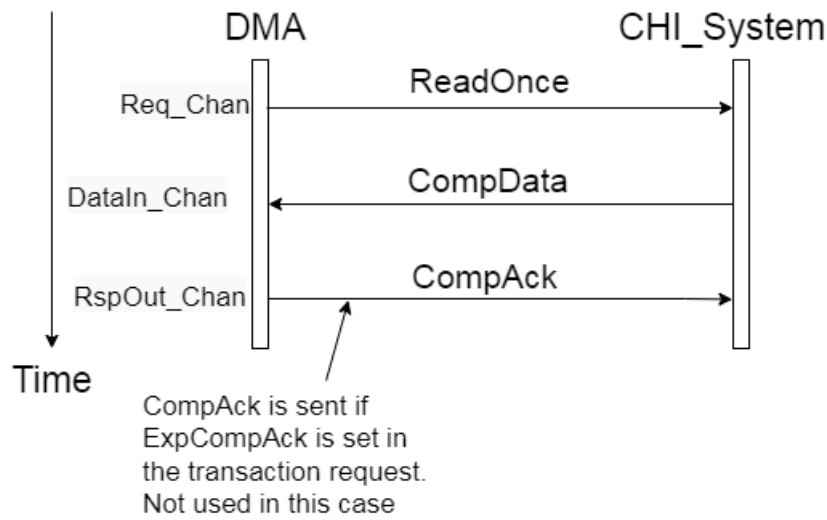 DMA
CHI_System
Req_Chan
ReadOnce
DataIn_Chan
CompData
RspOut_Chan
CompAck
Time
CompAck is sent if
ExpCompAck is set in
the transaction request.
Not used in this case